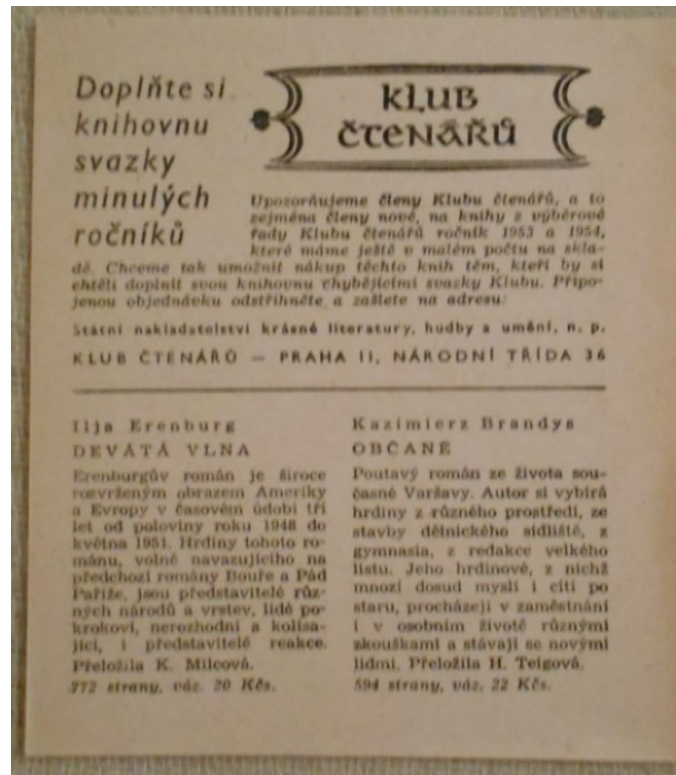 Doplňte si
knihovnu
svazky
minulých
ročníků
KLUB
ČTENÁŘŮ
Upozorňujeme členy Klubu čtenářů, a to
zejména členy nové, na knihy z výběrové
řady Klubu čtenářů ročník 1953 a 1954,
které máme ještě v malém počtu na skla-
dě. Chceme tak umožnit nákup těchto knih těm, kteří by si
chtěli doplnit svou knihovnu chybějícími svazky Klubu. Připo-
jenou objednávku odstřihněte a zašlete na adresu:
Státní nakladatelství krásné literatury, hudby a umění, n. p.
KLUB ČTENÁŘŮ — PRAHA II, NÁRODNÍ TŘÍDA 36
Ilja Erenburg
DEVÁTÁ VLNA
Erenburgův román je široce
rozvrženým obrazem Ameriky
a Evropy v časovém údobí tří
let od poloviny roku 1948 do
května 1951. Hrdiny tohoto ro-
mánu, volně navazujícího na
předchozí romány Bouře a Pád
Paříže, jsou představitelé růz-
ných národů a vrstev, lidé po-
krokoví, nerozhodní a kolísa-
jící, i představitelé reakce.
Přeložila K. Milcová.
772 strany, váz. 20 Kčs.
Kazimierz Brandys
OBČANÉ
Poutavý román ze života sou-
časné Varšavy. Autor si vybírá
hrdiny z různého prostředí, ze
stavby dělnického sídliště, z
gymnasia, z redakce velkého
listu. Jeho hrdinové, z nichž
mnozí dosud myslí i cítí po
staru, procházejí v zaměstnání
i v osobním životě různými
zkouškami a stávají se novými
lidmi. Přeložila H. Teigová.
594 strany, váz. 22 Kčs.